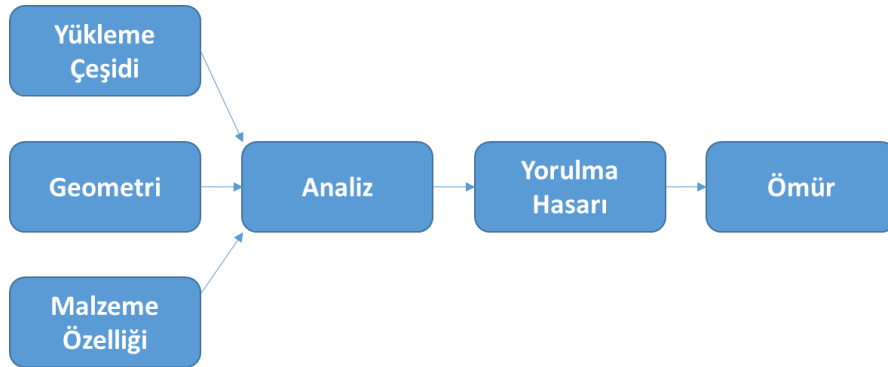 Yükleme
Çeşidi
Geometri
Malzeme
Özelliği
Analiz
Yorulma
Hasarı
Ömür